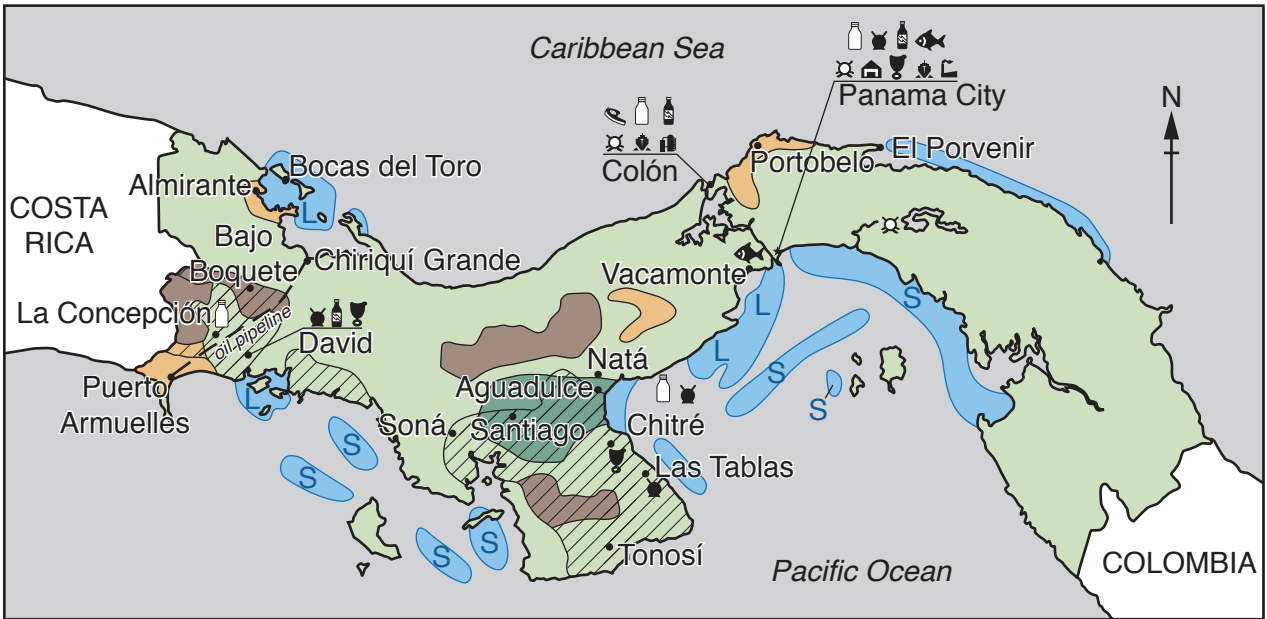 Caribbean Sea
Panama City
N
Colón
Portobelo
El Porvenir
Bocas del Toro
Almirante
L
COSTA
RICA
Bajo
Boquete
Chiriquí Grande
Vacamonte
La Concepción
oil pipeline
David
L
S
L
S
S
Natá
Aguadulce
Puerto
Armuelles
L
Soná
Santiago
Chitré
S
S
Las Tablas
S
S
Tonosí
Pacific Ocean
COLOMBIA